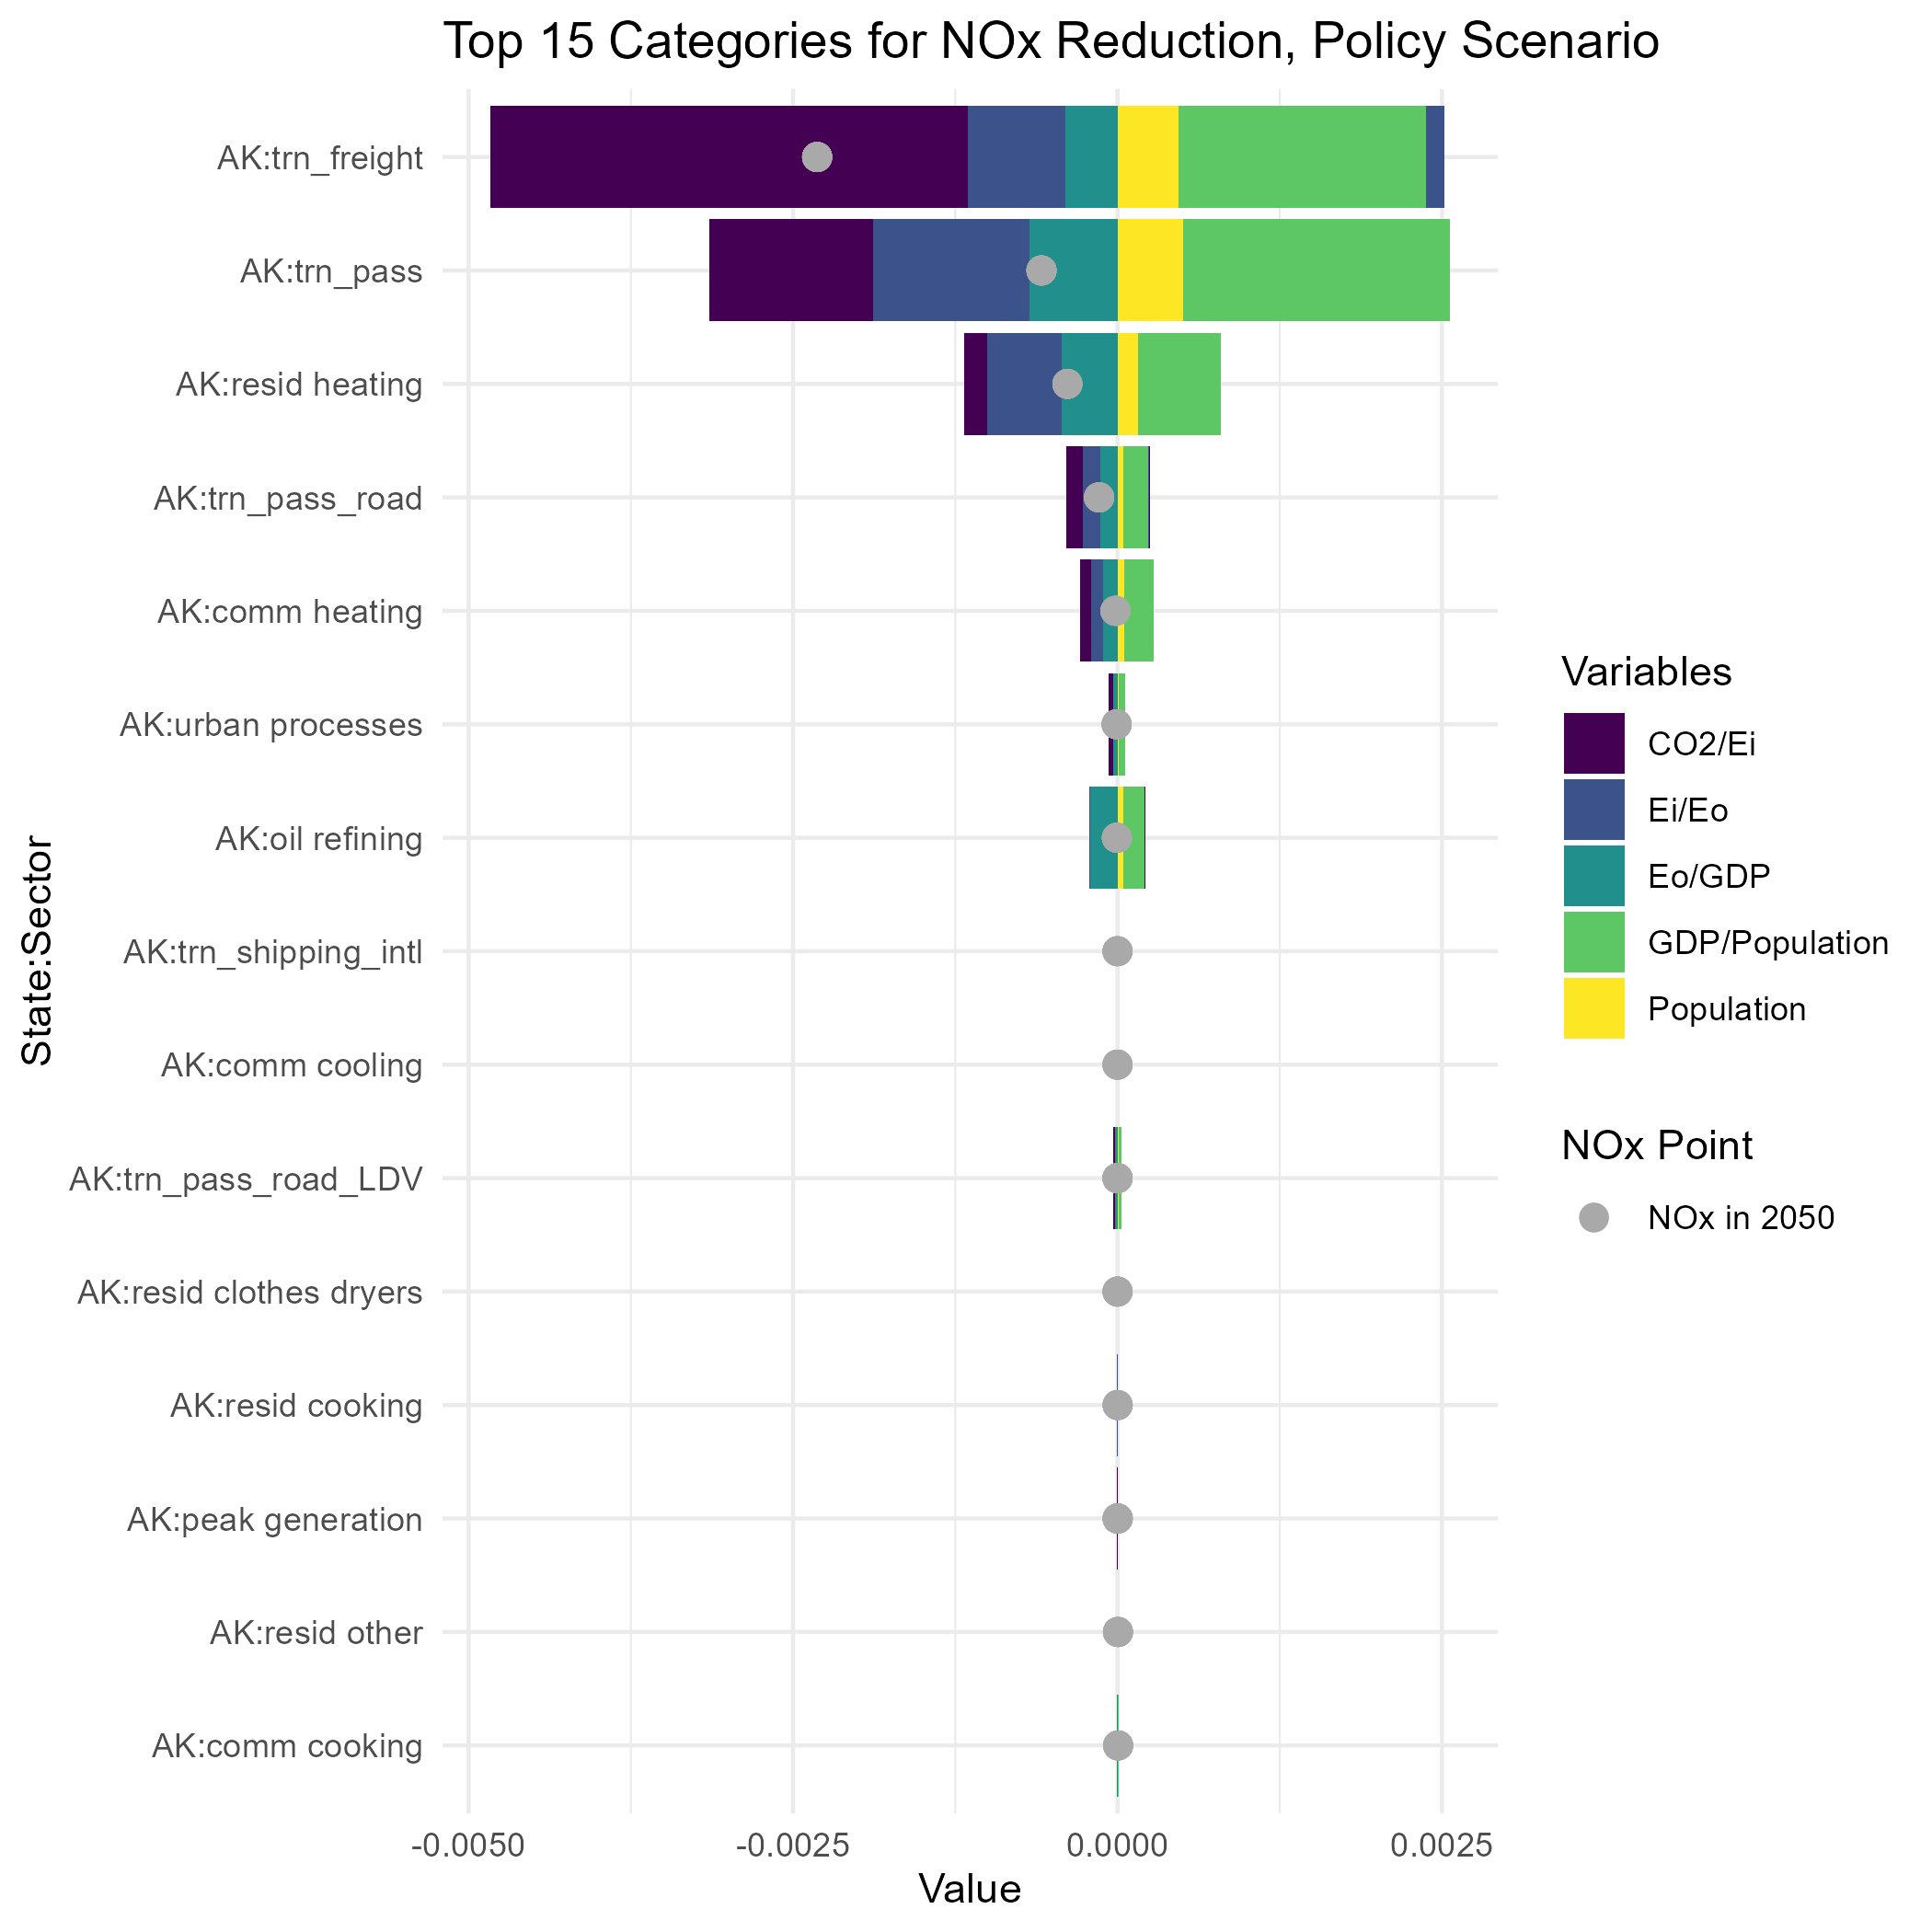 Top 15 Categories for NOx Reduction, Policy Scenario
State:Sector
AK:trn_freight
AK:trn_pass
AK:resid heating
AK:trn_pass_road
AK:comm heating
AK:urban processes
AK:oil refining
AK:trn_shipping_intl
AK:comm cooling
AK:trn_pass_road_LDV
AK:resid clothes dryers
AK:resid cooking
AK:peak generation
AK:resid other
AK:comm cooking
-0.0050
-0.0025
0.0000
0.0025
Value
Variables
CO2/Ei
Ei/Eo
Eo/GDP
GDP/Population
Population
NOx Point
NOx in 2050